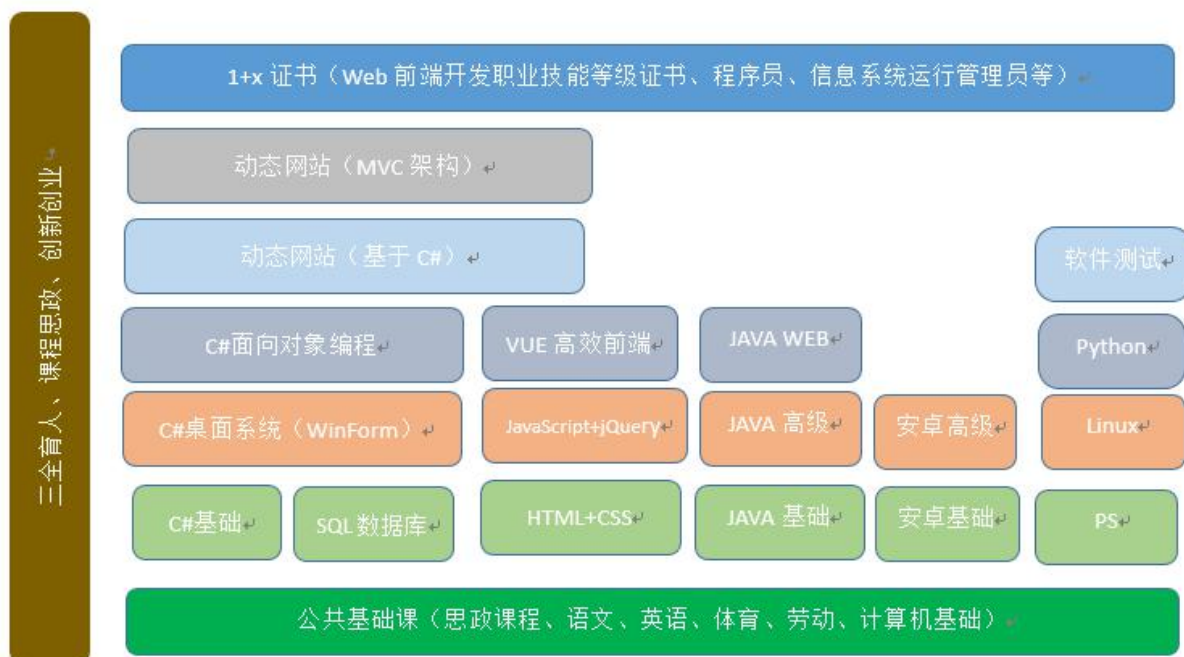 三全育人、课程思政、创新创业
1+x 证书（Web 前端开发职业技能等级证书、程序员、信息系统运行管理员等）
动态网站（MVC 架构）
动态网站（基于 C#）
软件测试
C#面向对象编程
VUE 高效前端
JAVA WEB
Python
C#桌面系统（WinForm）
JavaScript+jQuery
JAVA 高级
安卓高级
Linux
C#基础
SQL 数据库
HTML+CSS
JAVA 基础
安卓基础
PS
公共基础课（思政课程、语文、英语、体育、劳动、计算机基础）